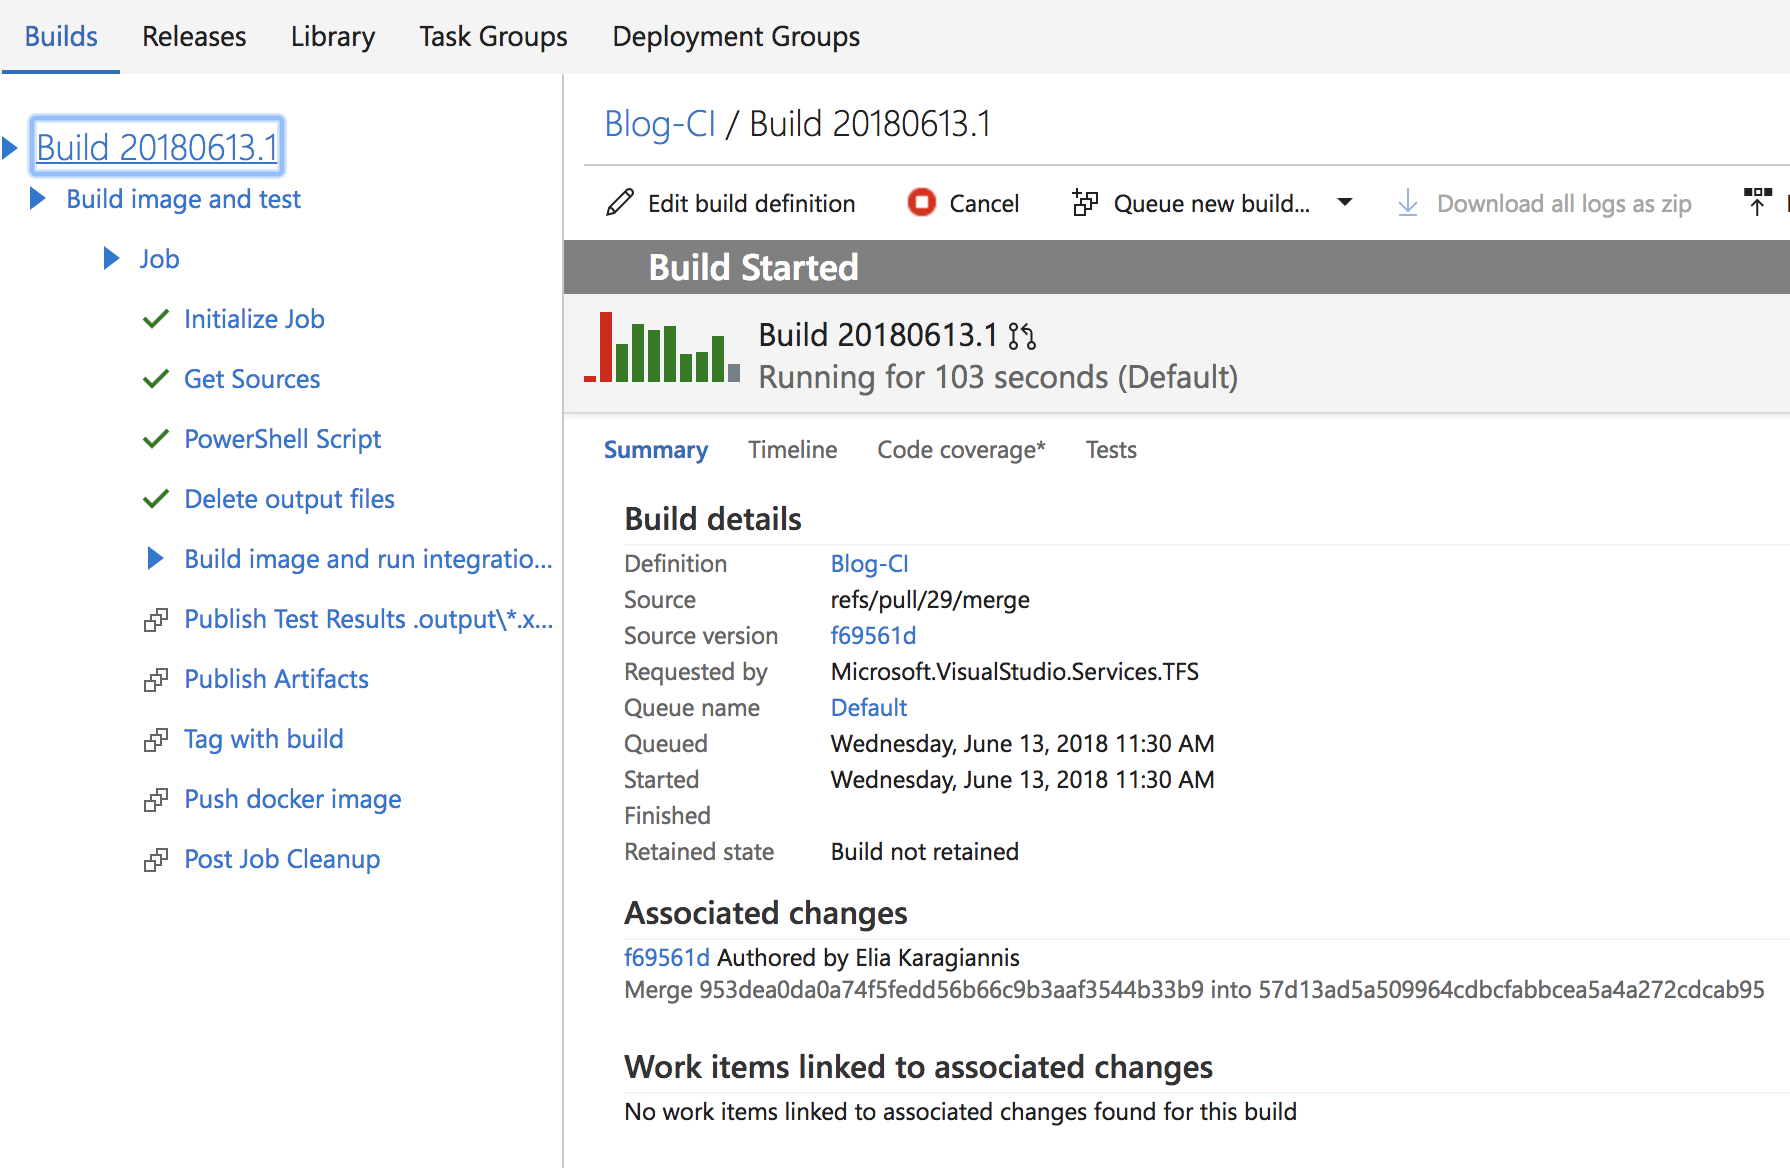 Builds Releases Library Task Groups Deployment Groups
Build 20180613.1
Build image and test
Job
Initialize Job
Get Sources
PowerShell Script
Delete output files
Build image and run integratio...
Publish Test Results .output\*.x...
Publish Artifacts
Tag with build
Push docker image
Post Job Cleanup
Blog-CI / Build 20180613.1
Edit build definition Cancel Queue new build... Download all logs as zip
Build Started
Build 20180613.1
Running for 103 seconds (Default)
Summary Timeline Code coverage* Tests
Build details
Definition Blog-CI
Source refs/pull/29/merge
Source version f69561d
Requested by Microsoft.VisualStudio.Services.TFS
Queue name Default
Queued Wednesday, June 13, 2018 11:30 AM
Started Wednesday, June 13, 2018 11:30 AM
Finished
Retained state Build not retained
Associated changes
f69561d Authored by Elia Karagiannis
Merge 953dea0da0a74f5fedd56b66c9b3aaf3544b33b9 into 57d13ad5a509964cdbcfabbcea5a4a272cdcab95
Work items linked to associated changes
No work items linked to associated changes found for this build